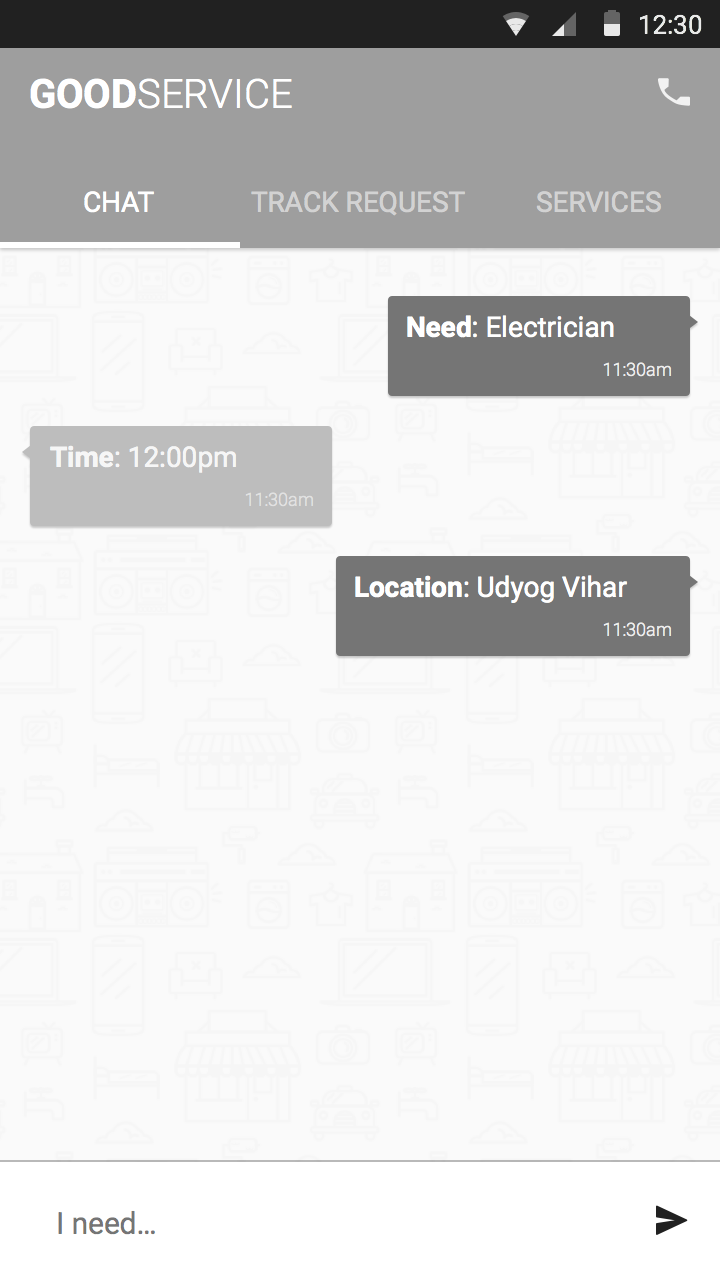 12:30
GOODSERVICE
CHAT TRACK REQUEST SERVICES
Need: Electrician
11:30am
Time: 12:00pm
11:30am
Location: Udyog Vihar
11:30am
I need...